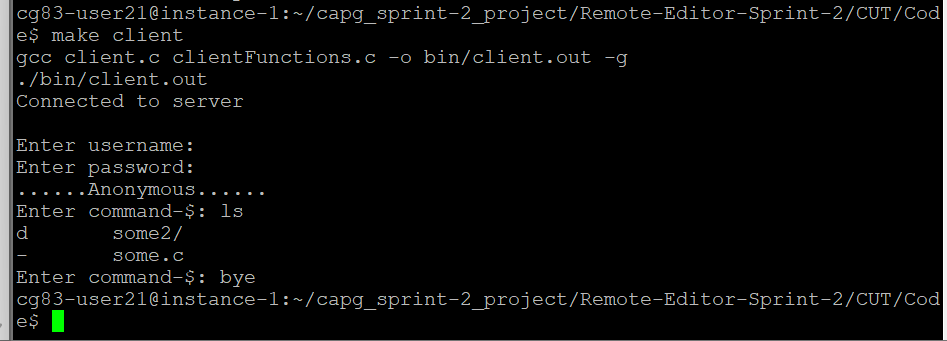 cg83-user21@instance-1:~/capg_sprint-2_project/Remote-Editor-Sprint-2/CUT/Cod
e$ make client
gcc client.c clientFunctions.c -o bin/client.out -g
./bin/client.out
Connected to server
Enter username:
Enter password:
......Anonymous......
Enter command-$: ls
d       some2/
-       some.c
Enter command-$: bye
cg83-user21@instance-1:~/capg_sprint-2_project/Remote-Editor-Sprint-2/CUT/Cod
e$